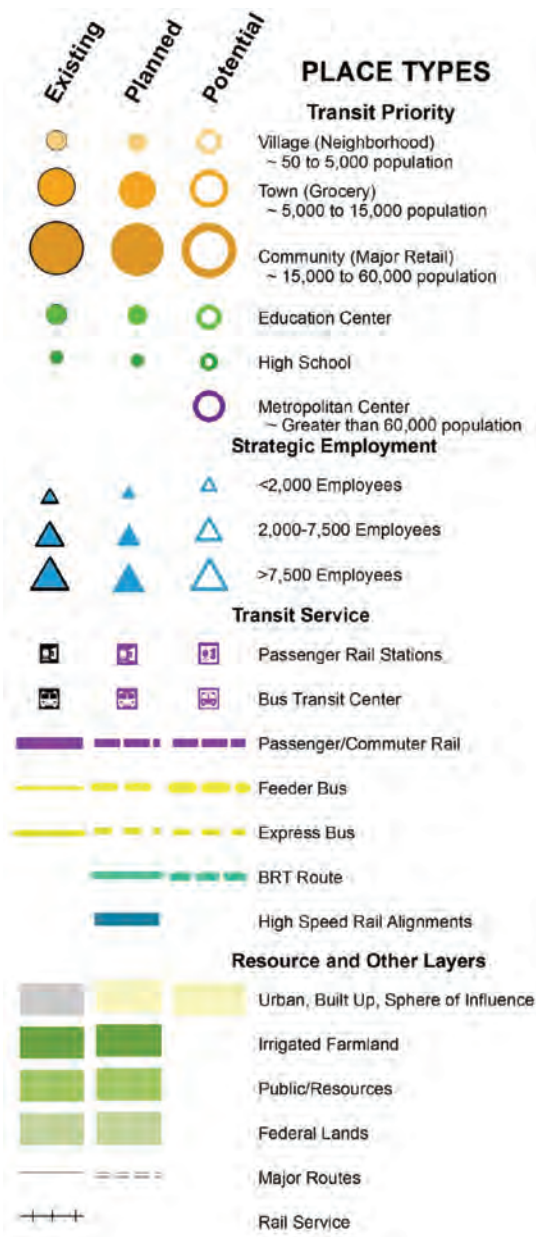 Existing
Planned
Potential
PLACE TYPES
Transit Priority
Village (Neighborhood)
~ 50 to 5,000 population
Town (Grocery)
~ 5,000 to 15,000 population
Community (Major Retail)
~ 15,000 to 60,000 population
Education Center
High School
Metropolitan Center
~ Greater than 60,000 population
Strategic Employment
<2,000 Employees
2,000-7,500 Employees
>7,500 Employees
Transit Service
Passenger Rail Stations
Bus Transit Center
Passenger/Commuter Rail
Feeder Bus
Express Bus
BRT Route
High Speed Rail Alignments
Resource and Other Layers
Urban, Built Up, Sphere of Influence
Irrigated Farmland
Public/Resources
Federal Lands
Major Routes
Rail Service